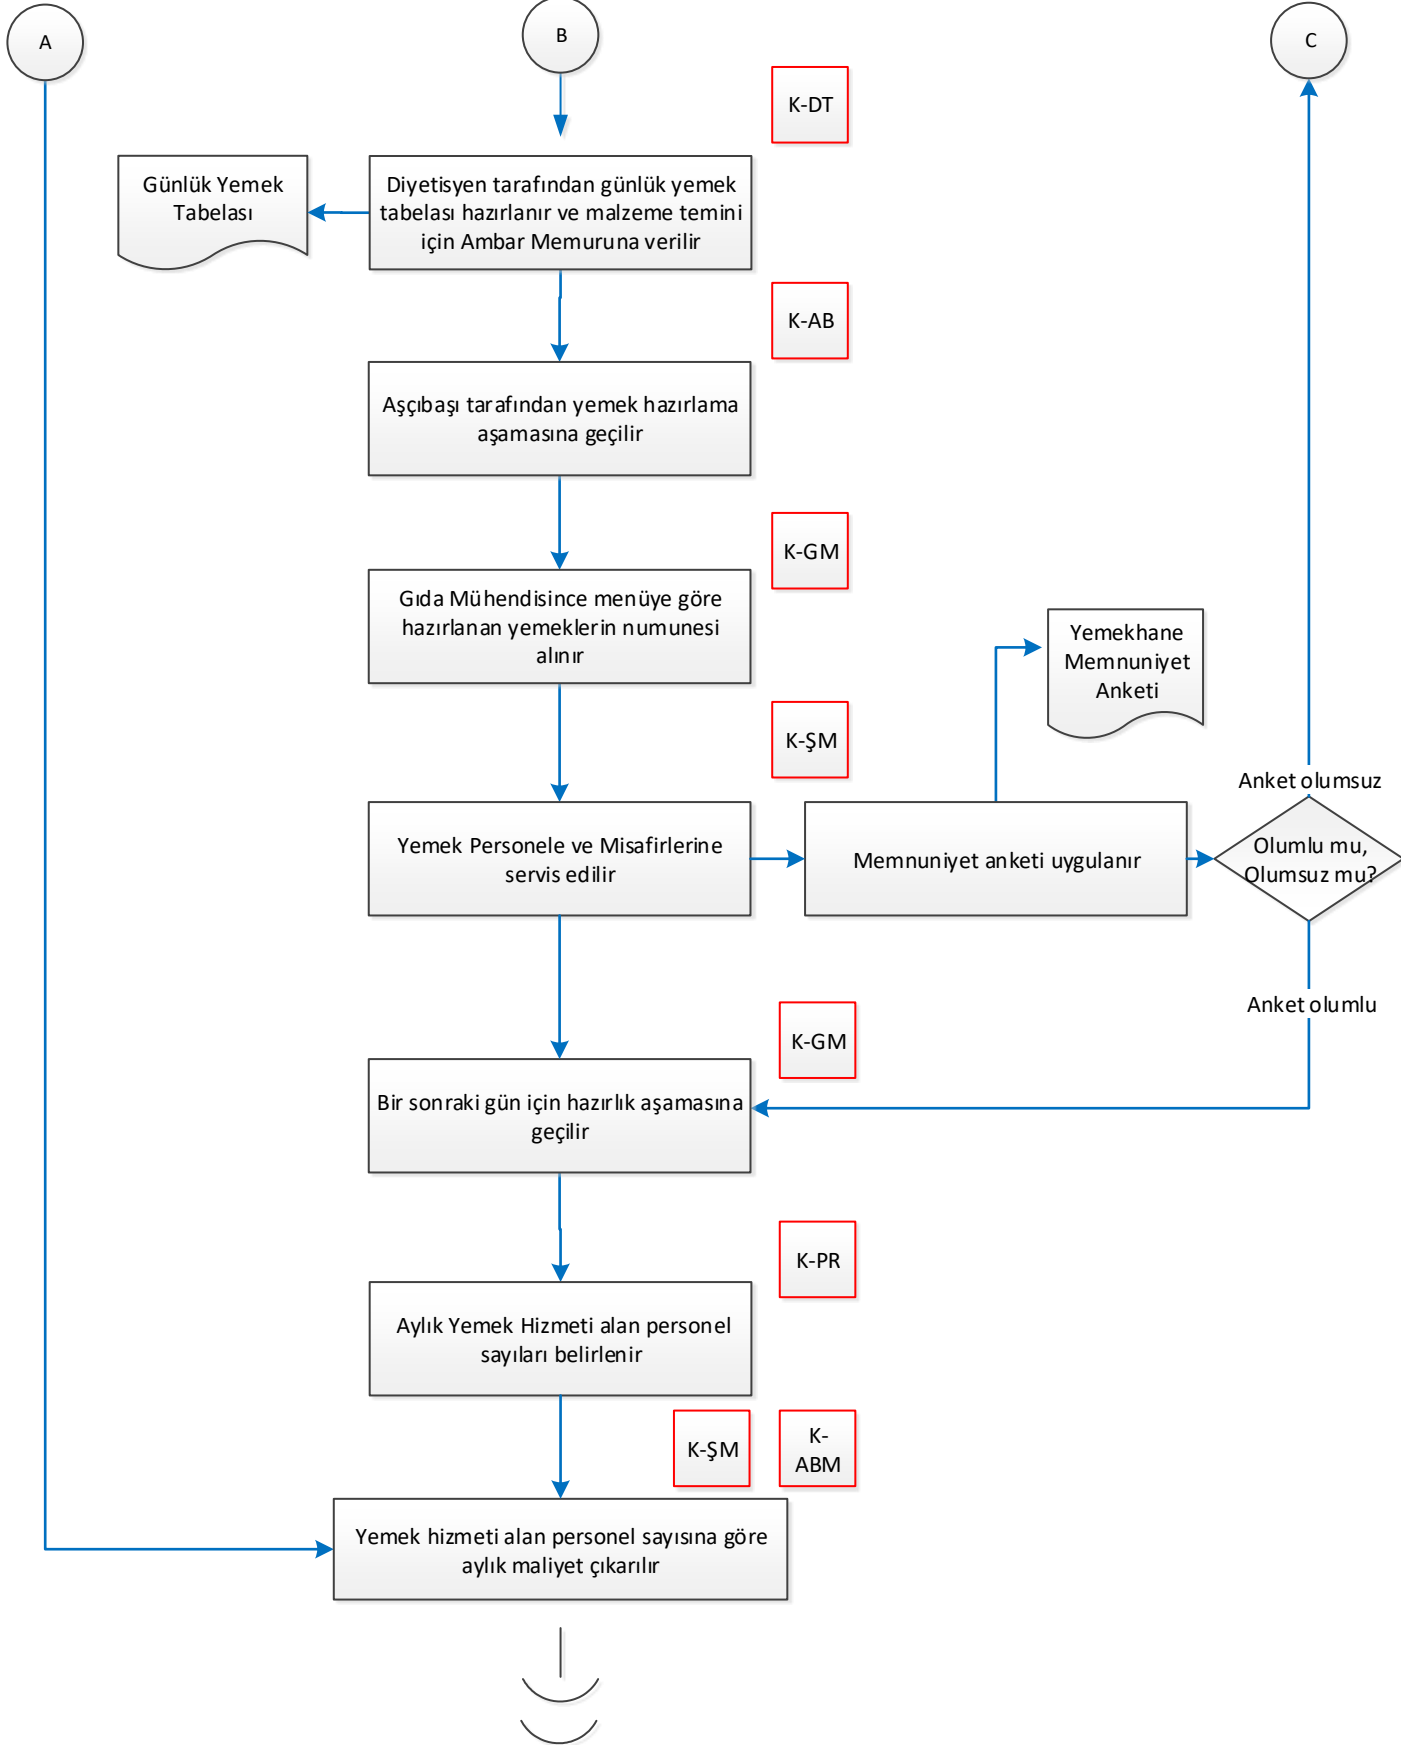 A
B
C
K-DT
Günlük Yemek
Tabelası
Diyetisyen tarafından günlük yemek
tabelası hazırlanır ve malzeme temini
için Ambar Memuruna verilir
K-AB
Aşçıbaşı tarafından yemek hazırlama
aşamasına geçilir
K-GM
Gıda Mühendisince menüye göre
hazırlanan yemeklerin numunesi
alınır
Yemekhane
Memnuniyet
Anketi
K-ŞM
Anket olumsuz
Yemek Personele ve Misafirlerine
servis edilir
Memnuniyet anketi uygulanır
Olumlu mu,
Olumsuz mu?
Anket olumlu
K-GM
Bir sonraki gün için hazırlık aşamasına
geçilir
K-PR
Aylık Yemek Hizmeti alan personel
sayıları belirlenir
K-ŞM
K-
ABM
Yemek hizmeti alan personel sayısına göre
aylık maliyet çıkarılır